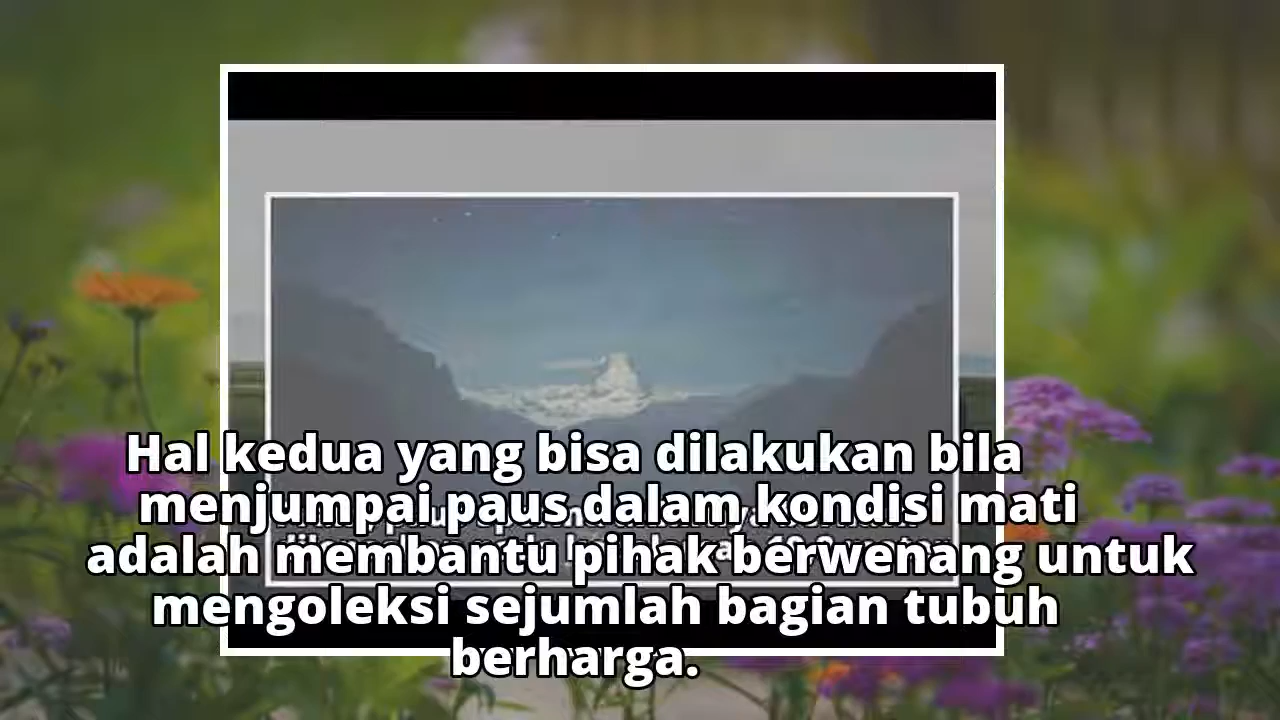 Hal kedua yang bisa dilakukan bila
menjumpai paus dalam kondisi mati
adalah membantu pihak berwenang untuk
mengoleksi sejumlah bagian tubuh
berharga.